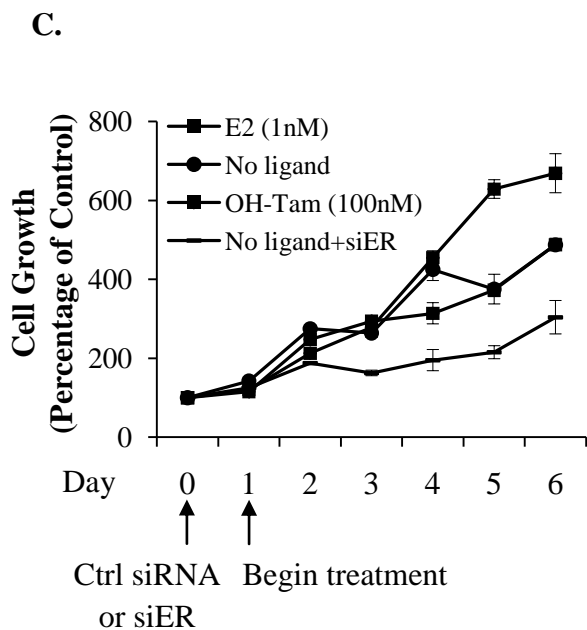 C.
Cell Growth
(Percentage of Control)
800
600
400
200
0
E2 (1nM)
No ligand
OH-Tam (100nM)
No ligand+siER
Day 0 1 2 3 4 5 6
Ctrl siRNA Begin treatment
or siER